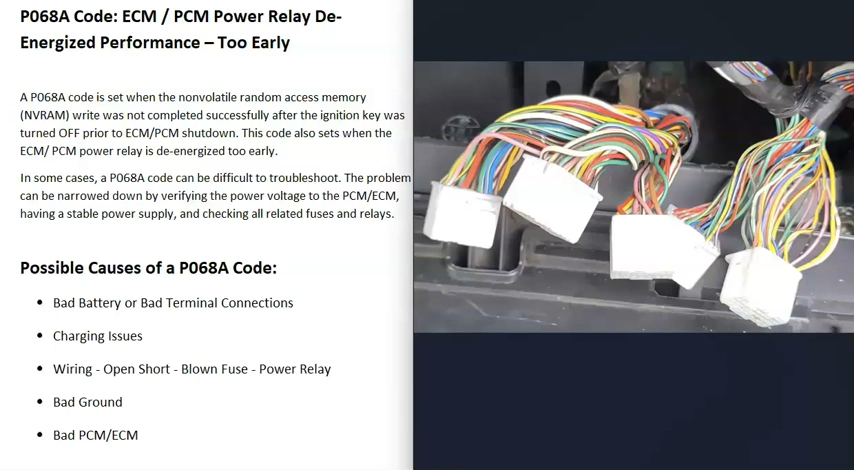 P068A Code: ECM / PCM Power Relay De-
Energized Performance – Too Early
A P068A code is set when the nonvolatile random access memory
(NVRAM) write was not completed successfully after the ignition key was
turned OFF prior to ECM/PCM shutdown. This code also sets when the
ECM/ PCM power relay is de-energized too early.
In some cases, a P068A code can be difficult to troubleshoot. The problem
can be narrowed down by verifying the power voltage to the PCM/ECM,
having a stable power supply, and checking all related fuses and relays.
Possible Causes of a P068A Code:
• Bad Battery or Bad Terminal Connections
• Charging Issues
• Wiring - Open Short - Blown Fuse - Power Relay
• Bad Ground
• Bad PCM/ECM